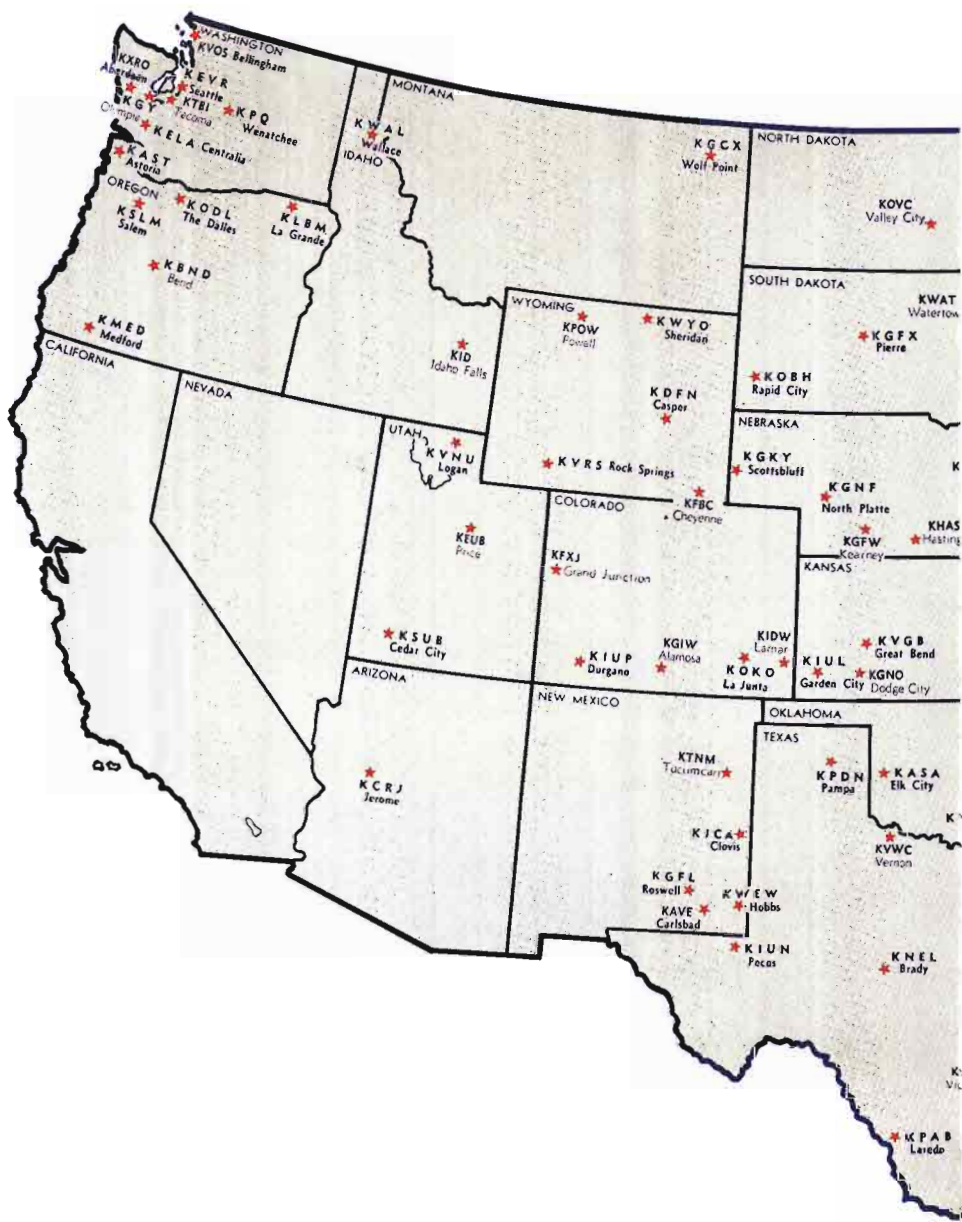 WASHINGTON
KVOS Bellingham
KXRO
Aberdeen
KEVR
Seattle
KTBI
Tacoma
KGY
KPQ
Wenatchee
KELA Centralia
KAST
Astoria
OREGON
KSLM
Salem
KODL
The Dalles
KLBM
La Grande
KBND
Bend
KMED
Medford
CALIFORNIA
NEVADA
MONTANA
KWAL
Wallace
IDAHO
KGCX
Wolf Point
KID
Idaho Falls
NORTH DAKOTA
KOVC
Valley City
SOUTH DAKOTA
KWAT
Watertow
KGFX
Pierre
KOBH
Rapid City
WYOMING
KPOW
Powell
KWYO
Sheridan
KDFN
Casper
KVRS Rock Springs
KFBC
Cheyenne
NEBRASKA
KGKY
Scottsbluff
KGNF
North Platte
KGFW
Kearney
KHAS
Hasting
K
UTAH
KVNU
Logan
KEUB
Price
KSUB
Cedar City
COLORADO
KFXJ
Grand Junction
KIUP
Durgano
KGIW
Alamosa
KIDW
Lamar
KOKO
La Junta
KANSAS
KVGB
Great Bend
KIUL
Garden City
KGNO
Dodge City
ARIZONA
KCRJ
Jerome
NEW MEXICO
KTNM
Tucumcari
KICA
Clovis
KGFL
Roswell
KWEW
Hobbs
KAVE
Carlsbad
OKLAHOMA
TEXAS
KPDN
Pampa
KASA
Elk City
K
KVWC
Vernon
KIUN
Pecos
KNEL
Brady
KPAB
Laredo